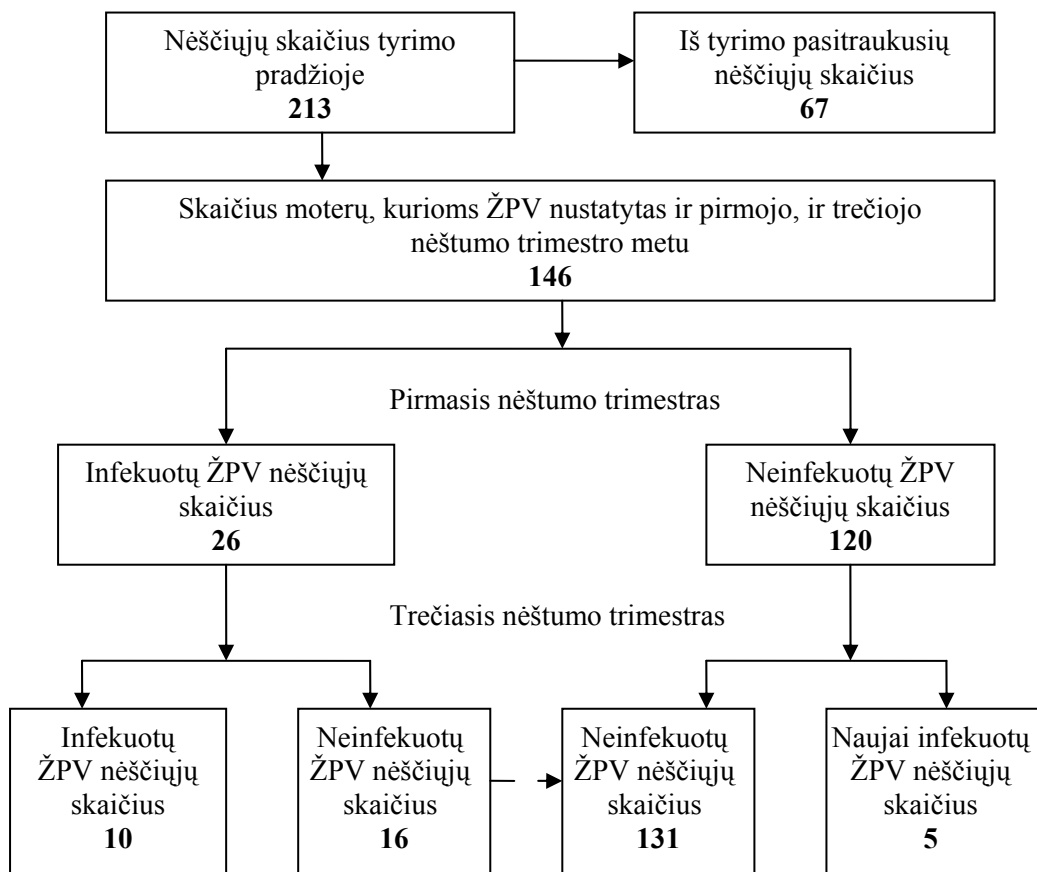 Nėščiųjų skaičius tyrimo
pradžioje
213
Iš tyrimo pasitraukusių
nėščiųjų skaičius
67
Skaičius moterų, kurioms ŽPV nustatytas ir pirmojo, ir trečiojo
nėštumo trimestro metu
146
Pirmasis nėštumo trimestras
Infekuotų ŽPV nėščiųjų
skaičius
26
Neinfekuotų ŽPV
nėščiųjų skaičius
120
Trečiasis nėštumo trimestras
Infekuotų
ŽPV nėščiųjų
skaičius
10
Neinfekuotų
ŽPV nėščiųjų
skaičius
16
Neinfekuotų
ŽPV nėščiųjų
skaičius
131
Naujai infekuotų
ŽPV nėščiųjų
skaičius
5